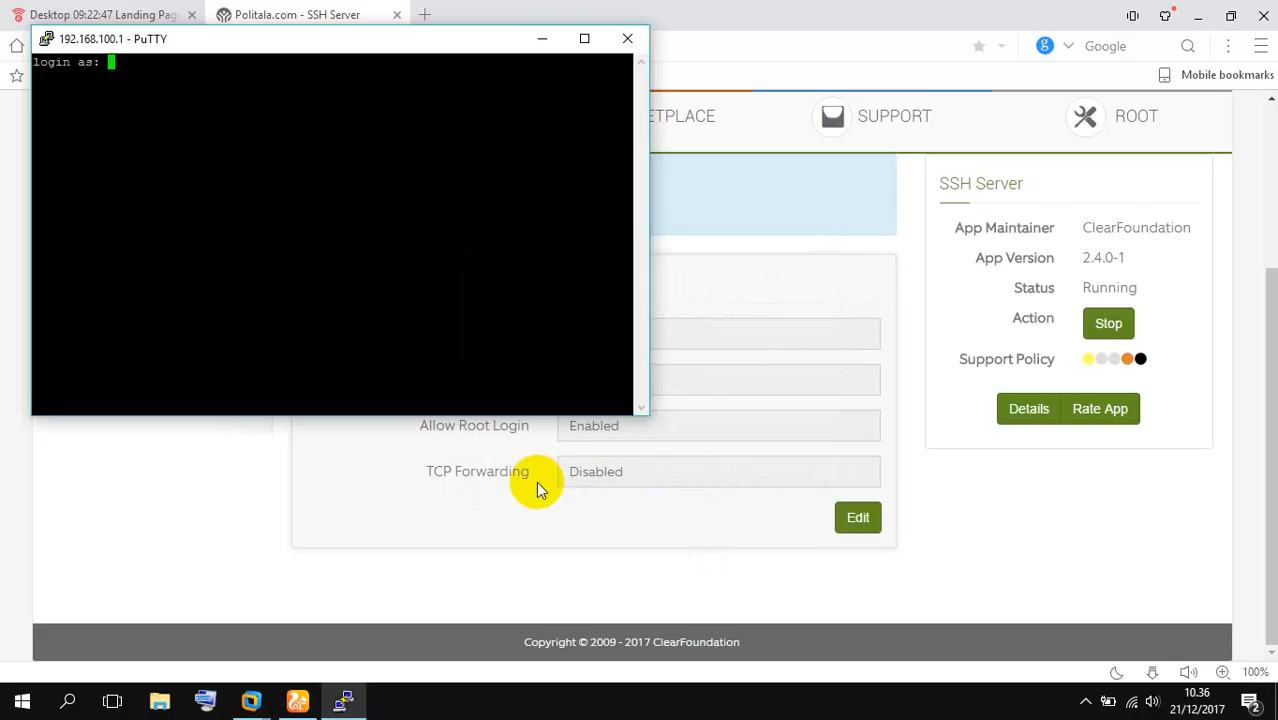 Desktop 09:22:47 Landing Page
Politala.com - SSH Server
192.168.100.1 - PuTTY
login as:
Google
Mobile bookmarks
ETPLACE
SUPPORT
ROOT
SSH Server
App Maintainer ClearFoundation
App Version 2.4.0-1
Status Running
Action Stop
Support Policy
Details Rate App
Allow Root Login Enabled
TCP Forwarding Disabled
Edit
Copyright © 2009 - 2017 ClearFoundation
100%
10.36
21/12/2017
2